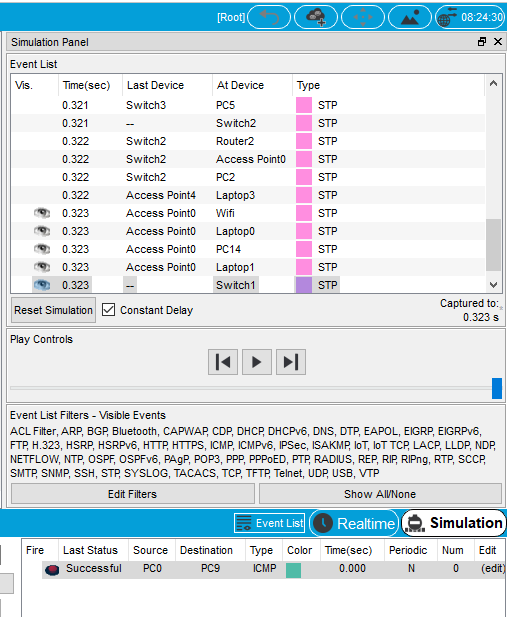 [Root] 08:24:30
Simulation Panel
Event List
Vis. Time(sec) Last Device At Device Type
0.321 Switch3 PC5 STP
0.321 -- Switch2 STP
0.322 Switch2 Router2 STP
0.322 Switch2 Access Point0 STP
0.322 Switch2 PC2 STP
0.322 Access Point4 Laptop3 STP
0.323 Access Point0 Wifi STP
0.323 Access Point0 Laptop0 STP
0.323 Access Point0 PC14 STP
0.323 Access Point0 Laptop1 STP
0.323 -- Switch1 STP
Reset Simulation Constant Delay Captured to:
0.323 s
Play Controls
Event List Filters - Visible Events
ACL Filter, ARP, BGP, Bluetooth, CAPWAP, CDP, DHCP, DHCPv6, DNS, DTP, EAPOL, EIGRP, EIGRPv6,
FTP, H.323, HSRP, HSRPv6, HTTP, HTTPS, ICMP, ICMPv6, IPSec, ISAKMP, IoT, IoT TCP, LACP, LLDP, NDP,
NETFLOW, NTP, OSPF, OSPFv6, PAgP, POP3, PPP, PPPoED, PTP, RADIUS, REP, RIP, RIPng, RTP, SCCP,
SMTP, SNMP, SSH, STP, SYSLOG, TACACS, TCP, TFTP, Telnet, UDP, USB, VTP
Edit Filters Show All/None
Event List Realtime Simulation
Fire Last Status Source Destination Type Color Time(sec) Periodic Num Edit
Successful PC0 PC9 ICMP 0.000 N 0 (edit)